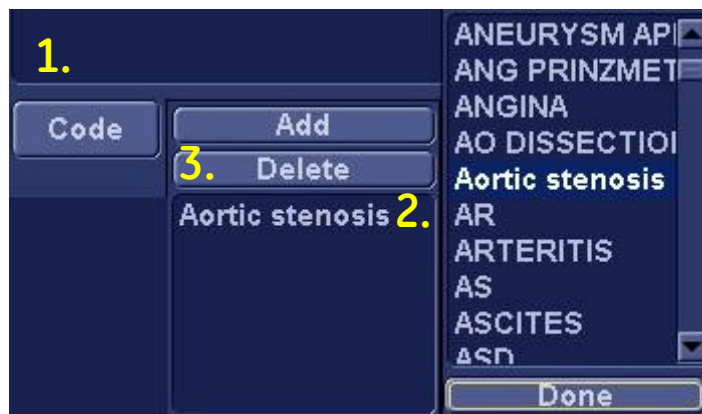 1.
Code
Add
3. Delete
Aortic stenosis 2.
ANEURYSM API
ANG PRINZMET
ANGINA
AO DISSECTIOI
Aortic stenosis
AR
ARTERITIS
AS
ASCITES
ASD
Done